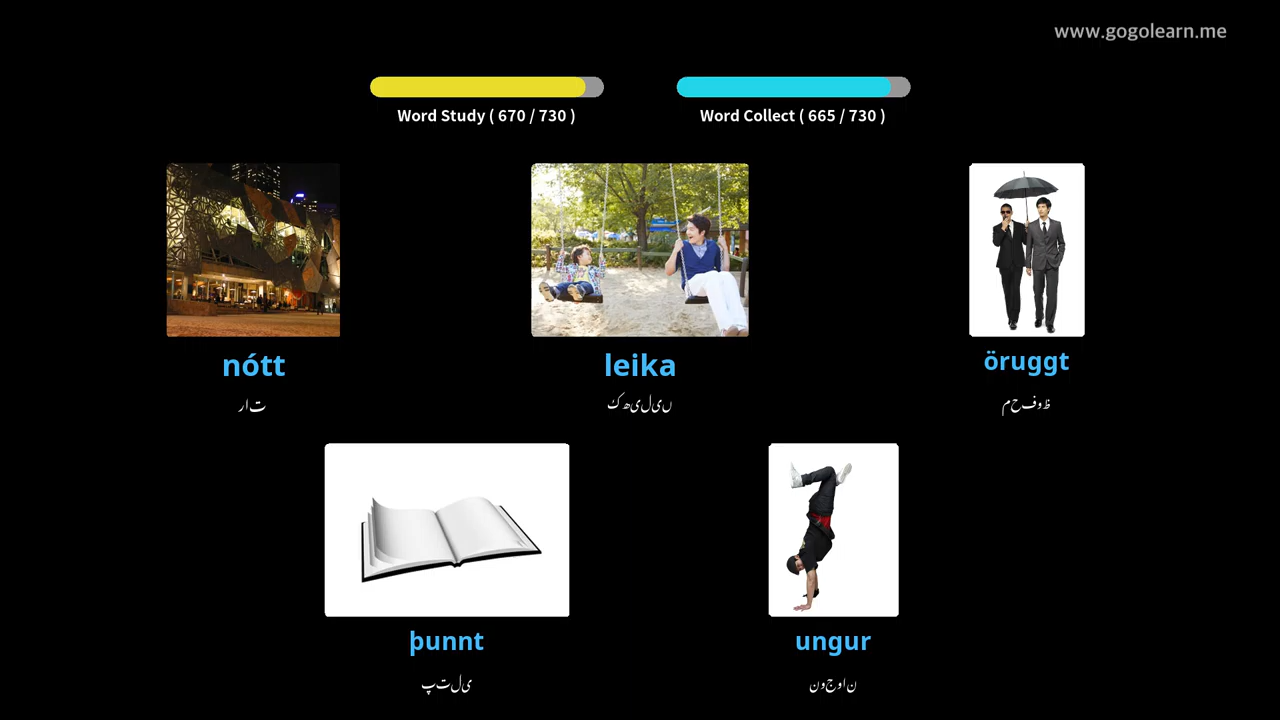 www.gogolearn.me
Word Study ( 670 / 730 )
Word Collect ( 665 / 730 )
nótt
leika
öruggt
رات
کھیلیں
محفوظ
þunnt
ungur
پتلی
نوجوان